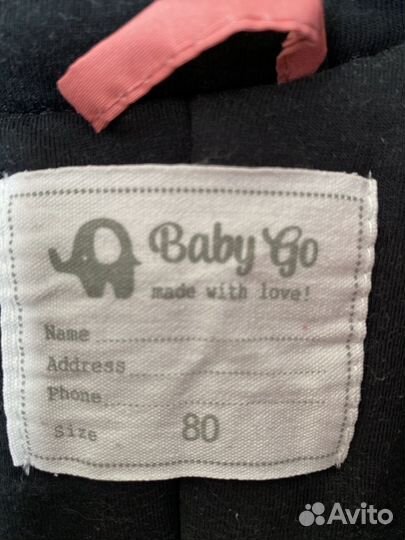 Baby Go
made with love!
Name
Address
Phone
Size 80
Avito